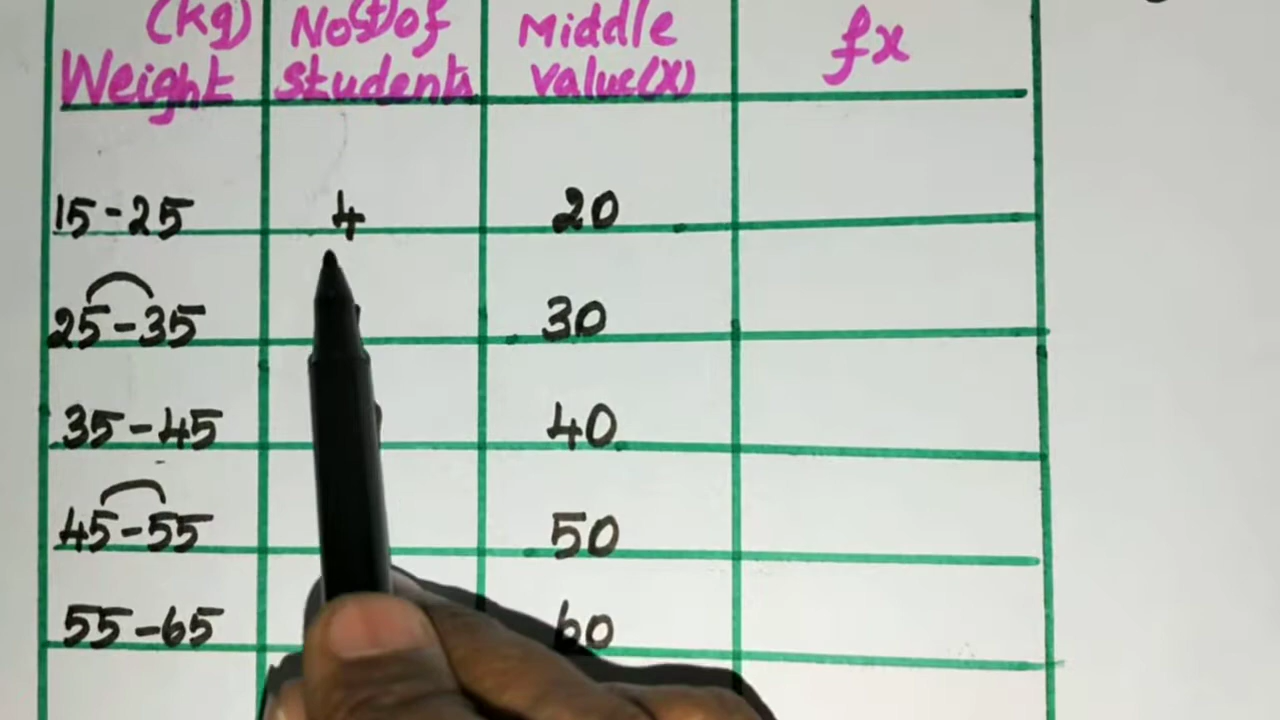 (kg) Nos(f)of Middle fx
Weight students value(x)
15-25 4 20
25-35 30
35-45 40
45-55 50
55-65 60